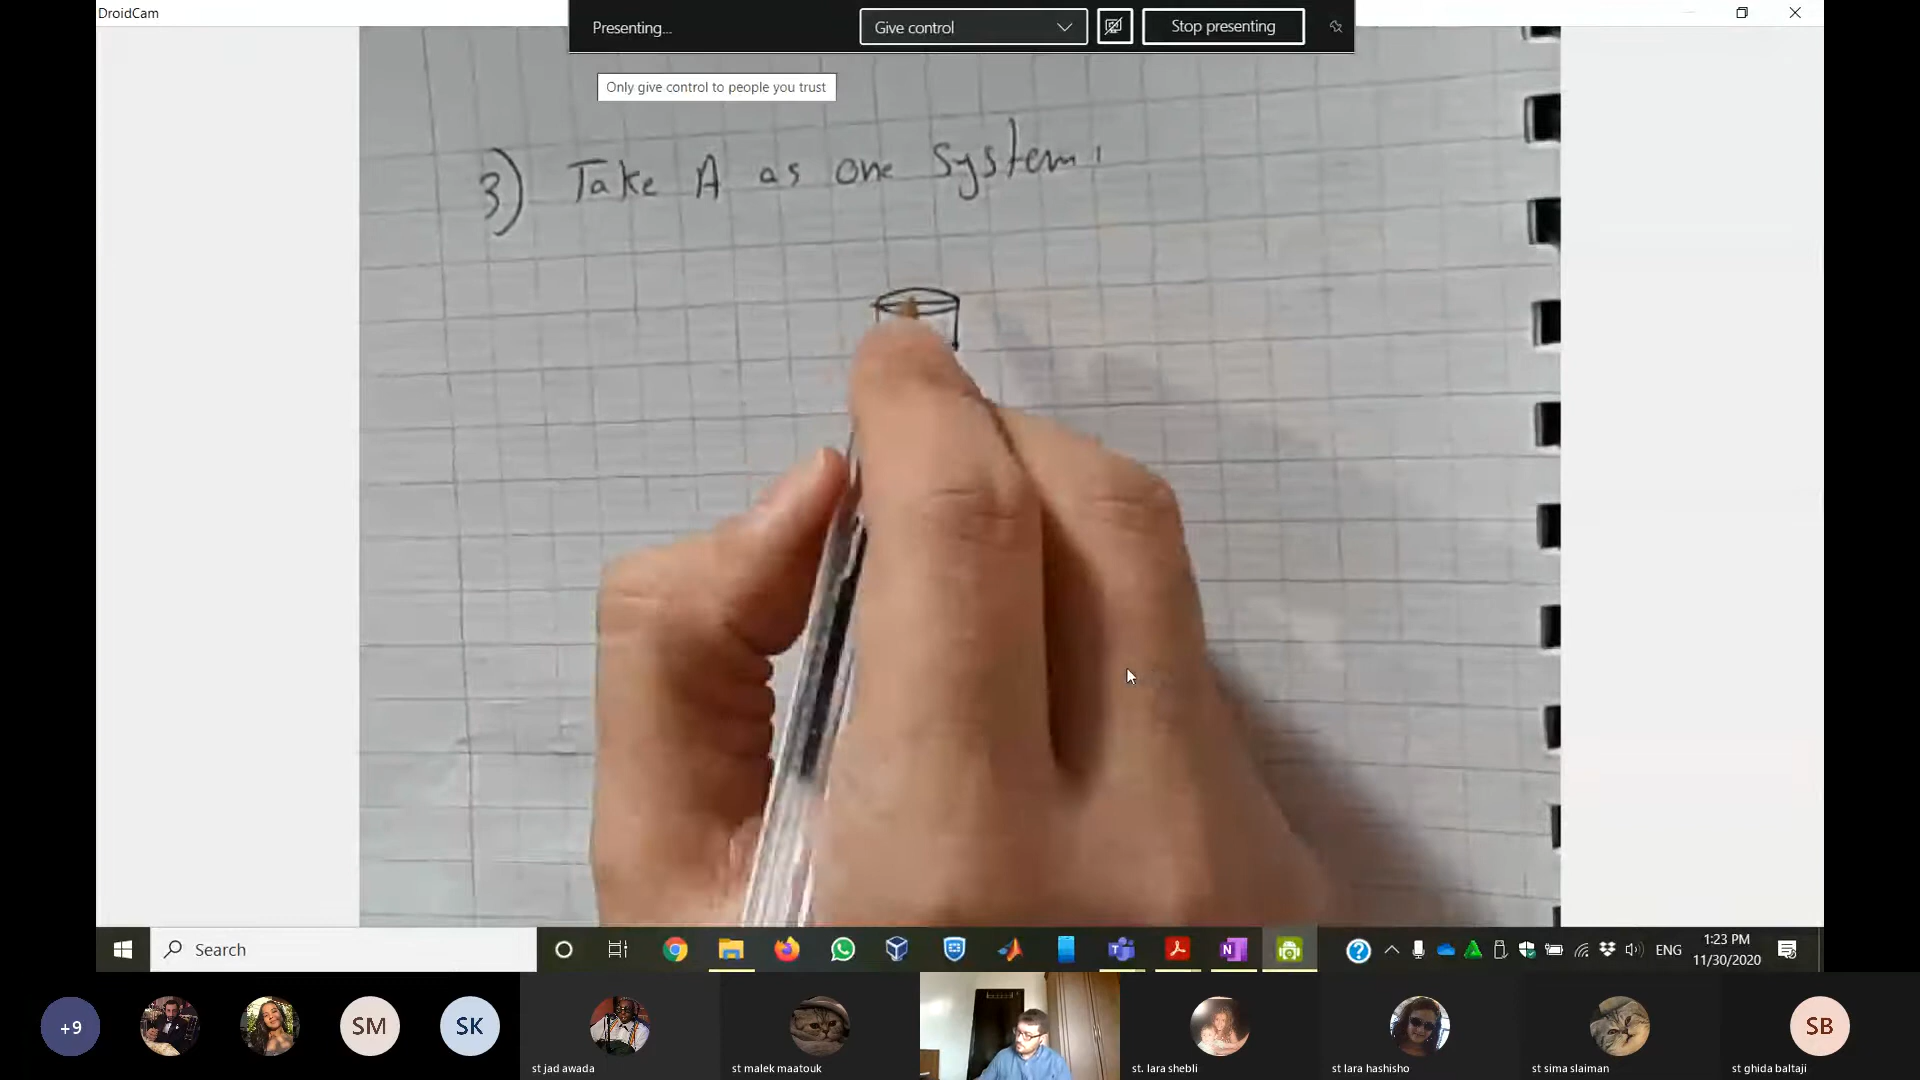 DroidCam
Presenting...
Give control
Stop presenting
Only give control to people you trust
3) Take A as one System,
Search
ENG
1:23 PM
11/30/2020
+9
SM
SK
SB
st jad awada
st malek maatouk
st. lara shebli
st lara hashisho
st sima slaiman
st ghida baltaji